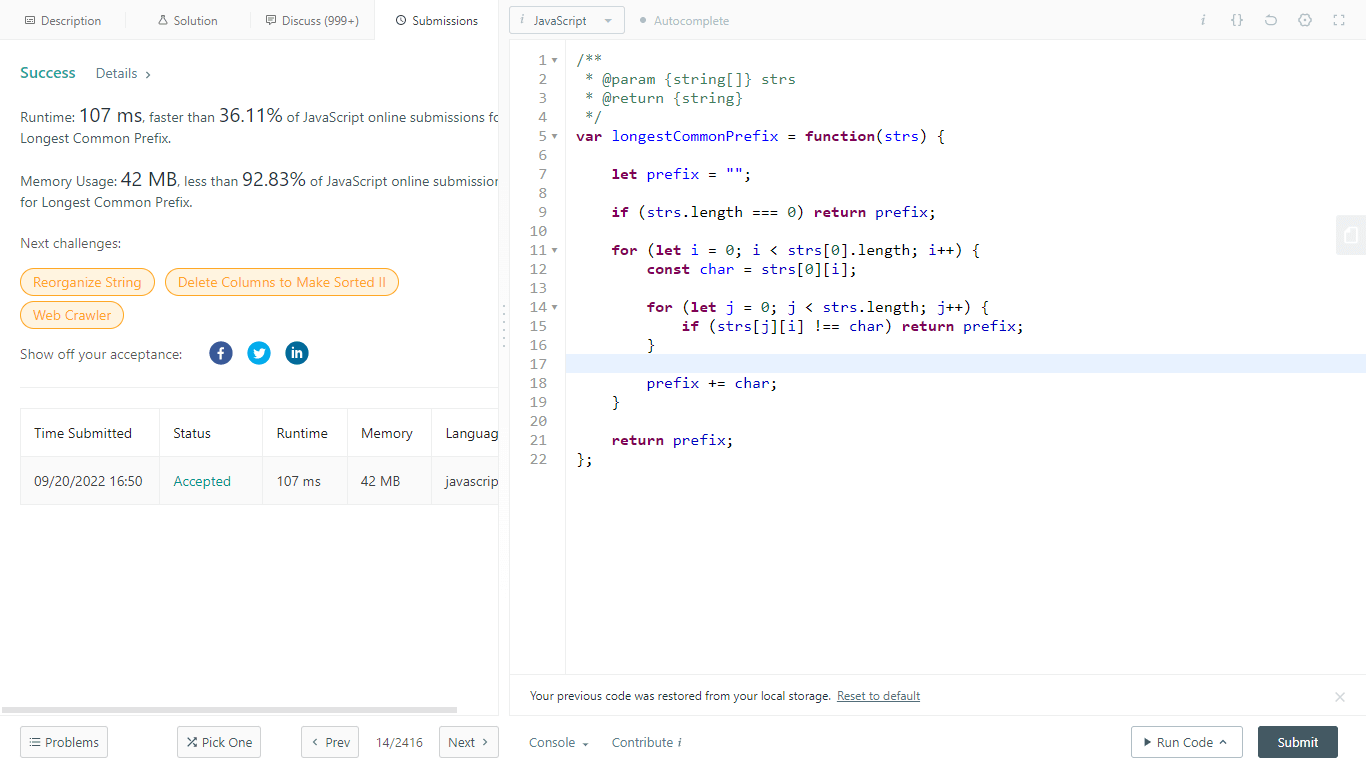 Description
Solution
Discuss (999+)
Submissions
Success
Details
Runtime: 107 ms, faster than 36.11% of JavaScript online submissions fo
Longest Common Prefix.
Memory Usage: 42 MB, less than 92.83% of JavaScript online submission
for Longest Common Prefix.
Next challenges:
Reorganize String
Delete Columns to Make Sorted II
Web Crawler
Show off your acceptance:
f
in
Time Submitted Status Runtime Memory Languag
09/20/2022 16:50 Accepted 107 ms 42 MB javascrip
Problems
Pick One
Prev
14/2416
Next
i JavaScript
Autocomplete
i {}
1 /**
2 * @param {string[]} strs
3 * @return {string}
4 */
5 var longestCommonPrefix = function(strs) {
6
7 let prefix = "";
8
9 if (strs.length === 0) return prefix;
10
11 for (let i = 0; i < strs[0].length; i++) {
12 const char = strs[0][i];
13
14 for (let j = 0; j < strs.length; j++) {
15 if (strs[j][i] !== char) return prefix;
16 }
17
18 prefix += char;
19 }
20
21 return prefix;
22 };
Your previous code was restored from your local storage. Reset to default
Console
Contribute i
Run Code
Submit